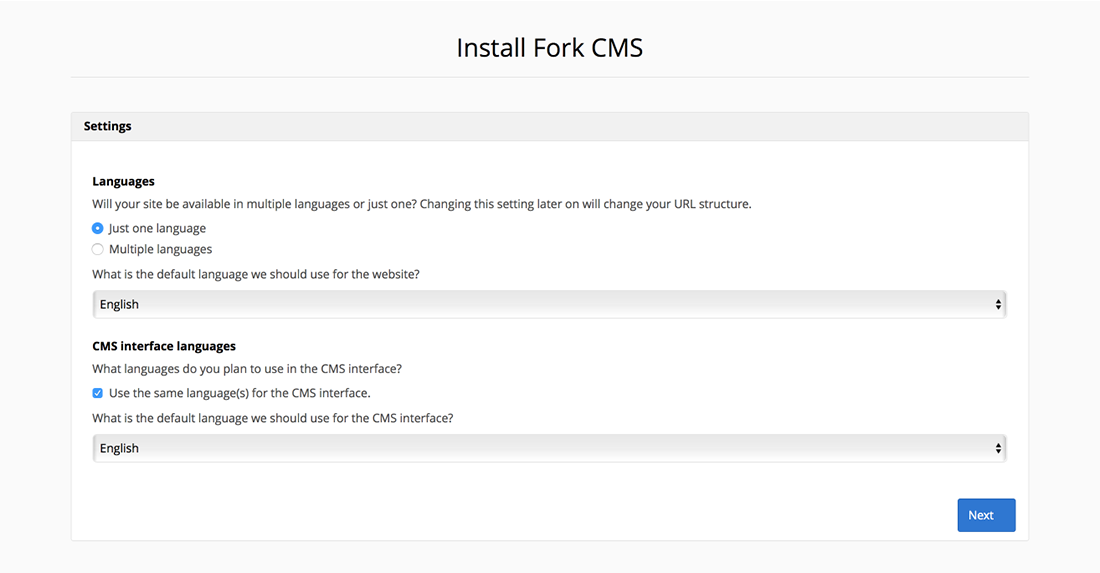 Install Fork CMS
Settings
Languages
Will your site be available in multiple languages or just one? Changing this setting later on will change your URL structure.
Just one language
Multiple languages
What is the default language we should use for the website?
English
CMS interface languages
What languages do you plan to use in the CMS interface?
Use the same language(s) for the CMS interface.
What is the default language we should use for the CMS interface?
English
Next